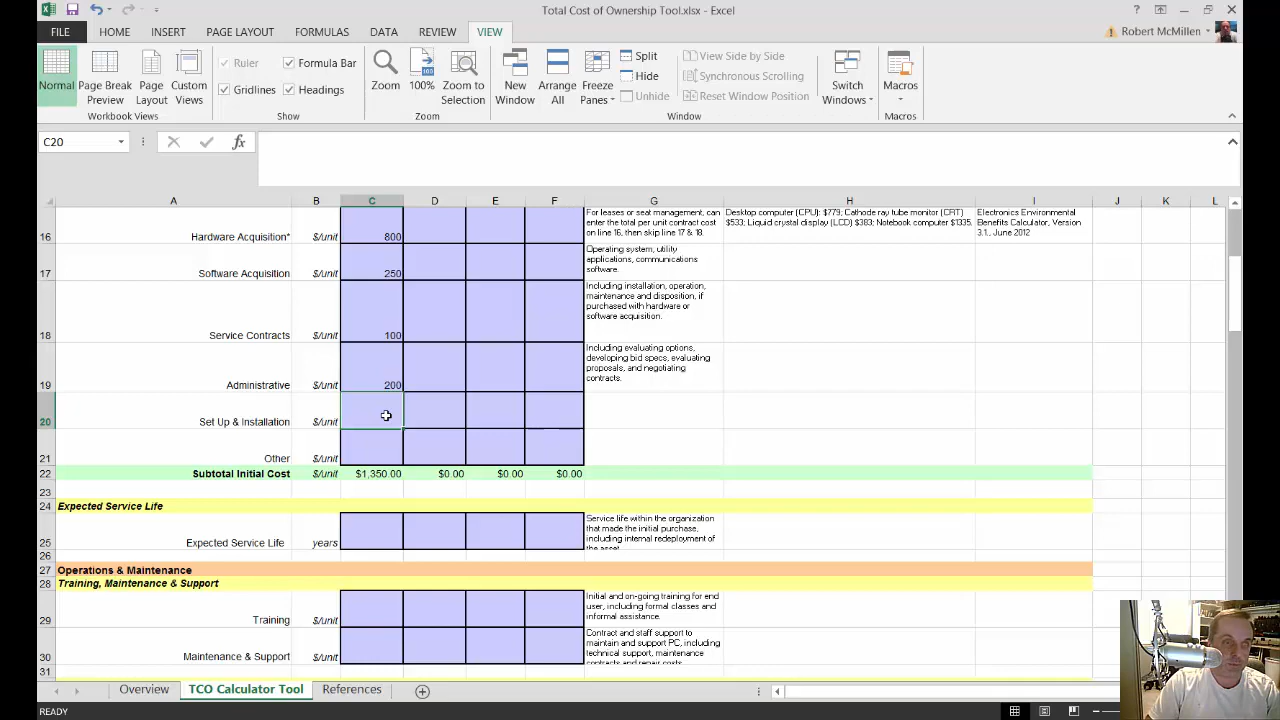 Total Cost of Ownership Tool.xlsx - Excel
FILE HOME INSERT PAGE LAYOUT FORMULAS DATA REVIEW VIEW Robert McMillen
Normal
Page Break Preview
Page Layout
Custom Views
Workbook Views
Ruler
Formula Bar
Gridlines
Headings
Show
Zoom
100%
Zoom to Selection
Zoom
New Window
Arrange All
Freeze Panes
Split
Hide
Unhide
View Side by Side
Synchronous Scrolling
Reset Window Position
Window
Switch Windows
Macros
Macros
C20 fx
A B C D E F G H I J K L
16 Hardware Acquisition* $/unit 800
For leases or seat management, can
enter the total per unit contract cost
on line 16, then skip line 17 & 18.
Desktop computer (CPU): $779; Cathode ray tube monitor (CRT)
$533; Liquid crystal display (LCD) $383; Notebook computer $1335.
Electronics Environmental
Benefits Calculator, Version
3.1., June 2012
17 Software Acquisition $/unit 250
Operating system, utility
applications, communications
software.
18 Service Contracts $/unit 100
Including installation, operation,
maintenance and disposition, if
purchased with hardware or
software acquisition.
19 Administrative $/unit 200
Including evaluating options,
developing bid specs, evaluating
proposals, and negotiating
contracts.
20 Set Up & Installation $/unit
21 Other $/unit
22 Subtotal Initial Cost $/unit $1,350.00 $0.00 $0.00 $0.00
23
24 Expected Service Life
25 Expected Service Life years
Service life within the organization
that made the initial purchase,
including internal redeployment of
the asset.
26
27 Operations & Maintenance
28 Training, Maintenance & Support
29 Training $/unit
Initial and on-going training for end
user, including formal classes and
informal assistance.
30 Maintenance & Support $/unit
Contract and staff support to
maintain and support PC, including
technical support, maintenance
contracts and repair costs.
31
Overview TCO Calculator Tool References
READY